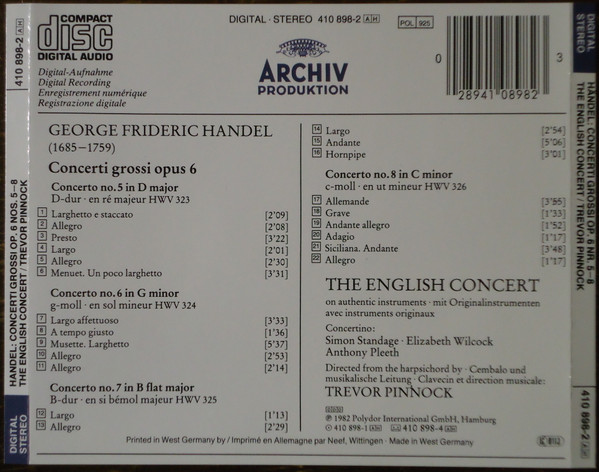 DIGITAL STEREO 410 898-2 AH
HANDEL: CONCERTI GROSSI OP. 6 NOS. 5–8
THE ENGLISH CONCERT / TREVOR PINNOCK
COMPACT
disc
DIGITAL AUDIO
Digital-Aufnahme
Digital Recording
Enregistrement numérique
Registrazione digitale
DIGITAL · STEREO 410 898-2 AH
ARCHIV
PRODUKTION
POL 925
0 28941 08982 3
GEORGE FRIDERIC HANDEL
(1685–1759)
Concerti grossi opus 6
Concerto no. 5 in D major
D-dur · en ré majeur HWV 323
1 Larghetto e staccato [2'09]
2 Allegro [2'08]
3 Presto [3'22]
4 Largo [2'01]
5 Allegro [2'30]
6 Menuet. Un poco larghetto [3'31]
Concerto no. 6 in G minor
g-moll · en sol mineur HWV 324
7 Largo affettuoso [3'33]
8 A tempo giusto [1'36]
9 Musette. Larghetto [5'37]
10 Allegro [2'53]
11 Allegro [2'14]
Concerto no. 7 in B flat major
B-dur · en si bémol majeur HWV 325
12 Largo [1'13]
13 Allegro [2'29]
14 Largo [2'54]
15 Andante [5'06]
16 Hornpipe [3'01]
Concerto no. 8 in C minor
c-moll · en ut mineur HWV 326
17 Allemande [3'55]
18 Grave [1'33]
19 Andante allegro [1'52]
20 Adagio [1'17]
21 Siciliana. Andante [3'48]
22 Allegro [1'17]
THE ENGLISH CONCERT
on authentic instruments · mit Originalinstrumenten
avec instruments originaux
Concertino:
Simon Standage · Elizabeth Wilcock
Anthony Pleeth
Directed from the harpsichord by · Cembalo und
musikalische Leitung · Clavecin et direction musicale:
TREVOR PINNOCK
DDD
℗ 1982 Polydor International GmbH, Hamburg
410 898-1 AH 410 898-4 AH
Printed in West Germany by / Imprimé en Allemagne par Neef, Wittingen · Made in West Germany
DIGITAL STEREO
HANDEL: CONCERTI GROSSI OP. 6 NR. 5–8
THE ENGLISH CONCERT / TREVOR PINNOCK
410 898-2 AH